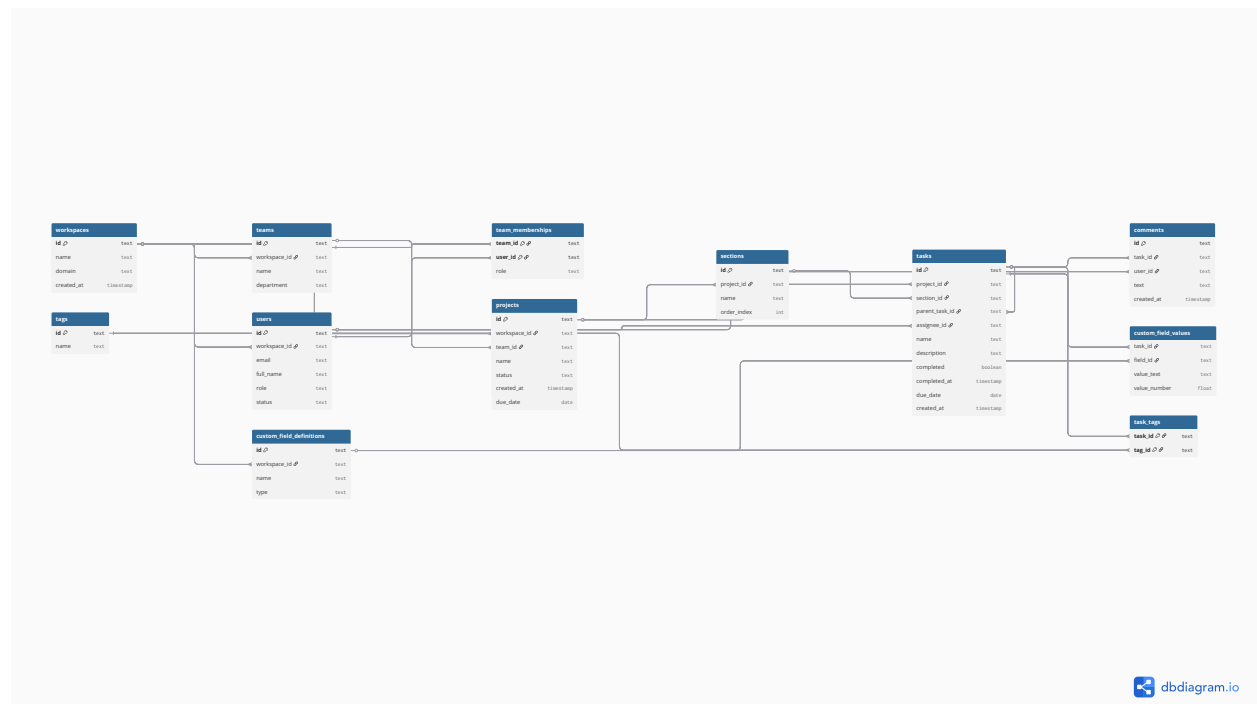 workspaces
id text
name text
domain text
created_at timestamp
tags
id text
name text
teams
id text
workspace_id text
name text
department text
users
id text
workspace_id text
email text
full_name text
role text
status text
custom_field_definitions
id text
workspace_id text
name text
type text
team_memberships
team_id text
user_id text
role text
projects
id text
workspace_id text
team_id text
name text
status text
created_at timestamp
due_date date
sections
id text
project_id text
name text
order_index int
tasks
id text
project_id text
section_id text
parent_task_id text
assignee_id text
name text
description text
completed boolean
completed_at timestamp
due_date date
created_at timestamp
comments
id text
task_id text
user_id text
text text
created_at timestamp
custom_field_values
task_id text
field_id text
value_text text
value_number float
task_tags
task_id text
tag_id text
dbdiagram.io